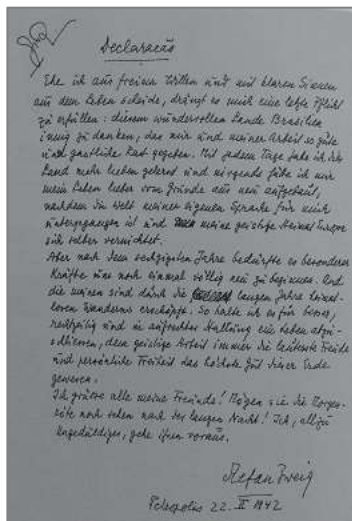 Declaracão
Ehe ich aus freiem Willen und mit klaren Sinnen
aus dem Leben scheide, drängt es mich eine letzte Pflicht
zu erfüllen: diesem wundervollen Lande Brasilien
innig zu danken, das mir und meiner Arbeit so gute
und gastliche Rast gegeben. Mit jedem Tage habe ich dies
Land mehr lieben gelernt und nirgends hätte ich mir
mein Leben lieber vom Grunde aus neu aufgebaut,
nachdem die Welt meiner eigenen Sprache für mich
untergegangen ist und meine geistige Heimat Europa
sich selber vernichtet.
Aber nach dem sechzigsten Jahre bedürfte es besonderer
Kräfte um noch einmal völlig neu zu beginnen. Und
die meinen sind durch die langen Jahre heimat-
losen Wanderns erschöpft. So halte ich es für besser,
rechtzeitig und in aufrechter Haltung ein Leben abzu-
schliessen, dem geistige Arbeit immer die lauterste Freude
und persönliche Freiheit das höchste Gut dieser Erde
gewesen.
Ich grüsse alle meine Freunde! Mögen sie die Morgen-
röte noch sehen nach der langen Nacht! Ich, allzu
Ungeduldiger, gehe ihnen voraus.
Stefan Zweig
Petropolis 22. II 1942